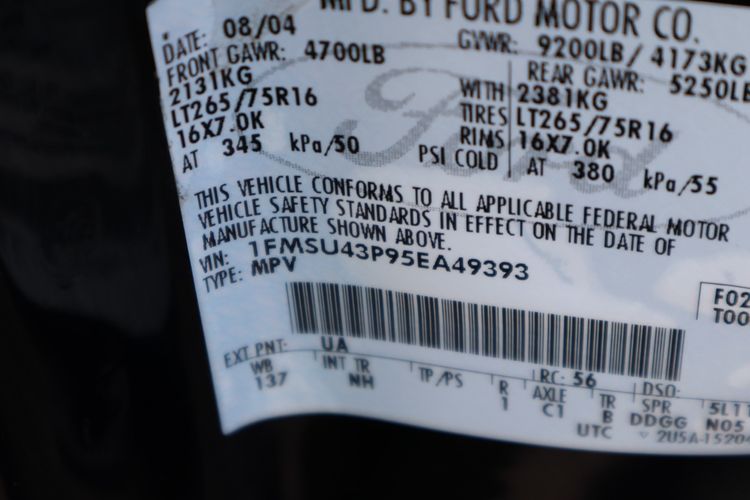 MFD. BY FORD MOTOR CO.
DATE: 08/04 GVWR: 9200LB/ 4173KG
FRONT GAWR: 4700LB REAR GAWR: 5250LB
2131KG WITH 2381KG
LT265/75R16 TIRES LT265/75R16
16X7.0K RIMS 16X7.0K
AT 345 kPa/50 PSI COLD AT 380 kPa/55
THIS VEHICLE CONFORMS TO ALL APPLICABLE FEDERAL MOTOR
VEHICLE SAFETY STANDARDS IN EFFECT ON THE DATE OF
MANUFACTURE SHOWN ABOVE.
VIN: 1FMSU43P95EA49393
TYPE: MPV
F02
T00
EXT PNT: UA RC: 56 DSO:
WB INT TR TP/PS R AXLE TR SPR 5L11
137 NH 1 C1 B DDGG N05
UTC 2U5A-15204
Ford